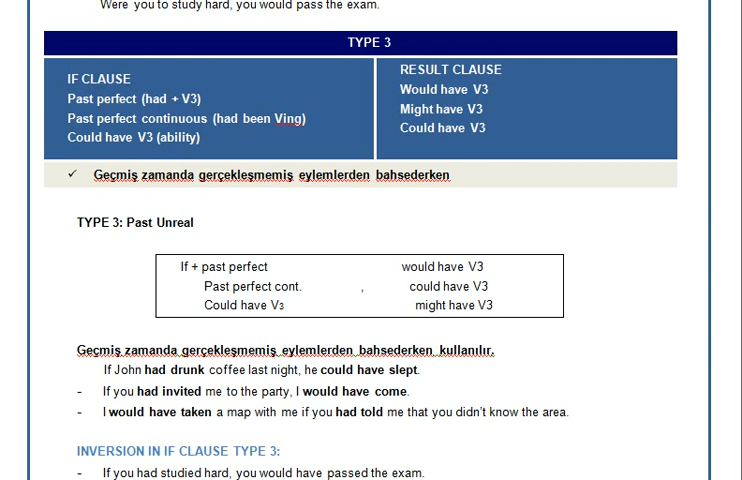 Were you to study hard, you would pass the exam.
TYPE 3
IF CLAUSE
Past perfect (had + V3)
Past perfect continuous (had been Ving)
Could have V3 (ability)
RESULT CLAUSE
Would have V3
Might have V3
Could have V3
✓ Geçmiş zamanda gerçekleşmemiş eylemlerden bahsederken
TYPE 3: Past Unreal
If + past perfect would have V3
Past perfect cont. , could have V3
Could have V3 might have V3
Geçmiş zamanda gerçekleşmemiş eylemlerden bahsederken kullanılır.
If John had drunk coffee last night, he could have slept.
- If you had invited me to the party, I would have come.
- I would have taken a map with me if you had told me that you didn't know the area.
INVERSION IN IF CLAUSE TYPE 3:
- If you had studied hard, you would have passed the exam.